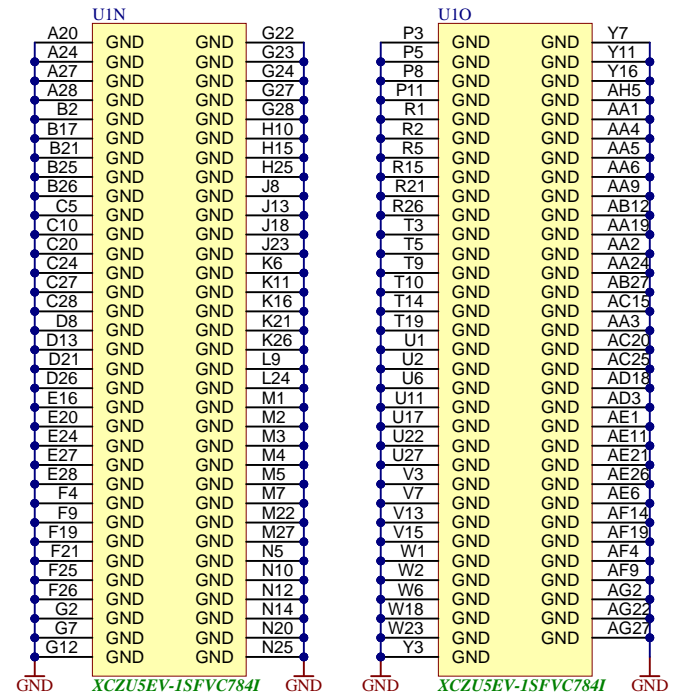 U1N
A20 GND GND G22
A24 GND GND G23
A27 GND GND G24
A28 GND GND G27
B2 GND GND G28
B17 GND GND H10
B21 GND GND H15
B25 GND GND H25
B26 GND GND J8
C5 GND GND J13
C10 GND GND J18
C20 GND GND J23
C24 GND GND K6
C27 GND GND K11
C28 GND GND K16
D8 GND GND K21
D13 GND GND K26
D21 GND GND L9
D26 GND GND L24
E16 GND GND M1
E20 GND GND M2
E24 GND GND M3
E27 GND GND M4
E28 GND GND M5
F4 GND GND M7
F9 GND GND M22
F19 GND GND M27
F21 GND GND N5
F25 GND GND N10
F26 GND GND N12
G2 GND GND N14
G7 GND GND N20
G12 GND GND N25
GND XCZU5EV-1SFVC784I GND
U1O
P3 GND GND Y7
P5 GND GND Y11
P8 GND GND Y16
P11 GND GND AH5
R1 GND GND AA1
R2 GND GND AA4
R5 GND GND AA5
R15 GND GND AA6
R21 GND GND AA9
R26 GND GND AB12
T3 GND GND AA19
T5 GND GND AA2
T9 GND GND AA24
T10 GND GND AB27
T14 GND GND AC15
T19 GND GND AA3
U1 GND GND AC20
U2 GND GND AC25
U6 GND GND AD18
U11 GND GND AD3
U17 GND GND AE1
U22 GND GND AE11
U27 GND GND AE21
V3 GND GND AE26
V7 GND GND AE6
V13 GND GND AF14
V15 GND GND AF19
W1 GND GND AF4
W2 GND GND AF9
W6 GND GND AG2
W18 GND GND AG22
W23 GND GND AG27
Y3 GND
GND XCZU5EV-1SFVC784I GND